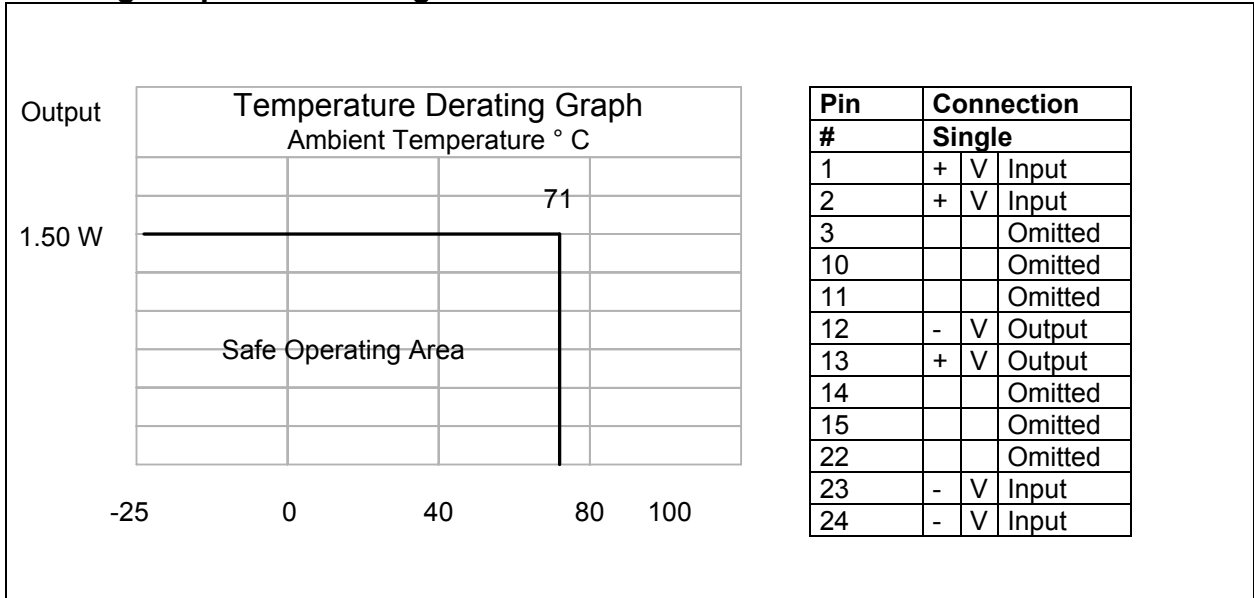 Output
Temperature Derating Graph
Ambient Temperature ° C
71
1.50 W
Safe Operating Area
-25 0 40 80 100
Pin Connection
# Single
1 + V Input
2 + V Input
3 Omitted
10 Omitted
11 Omitted
12 - V Output
13 + V Output
14 Omitted
15 Omitted
22 Omitted
23 - V Input
24 - V Input